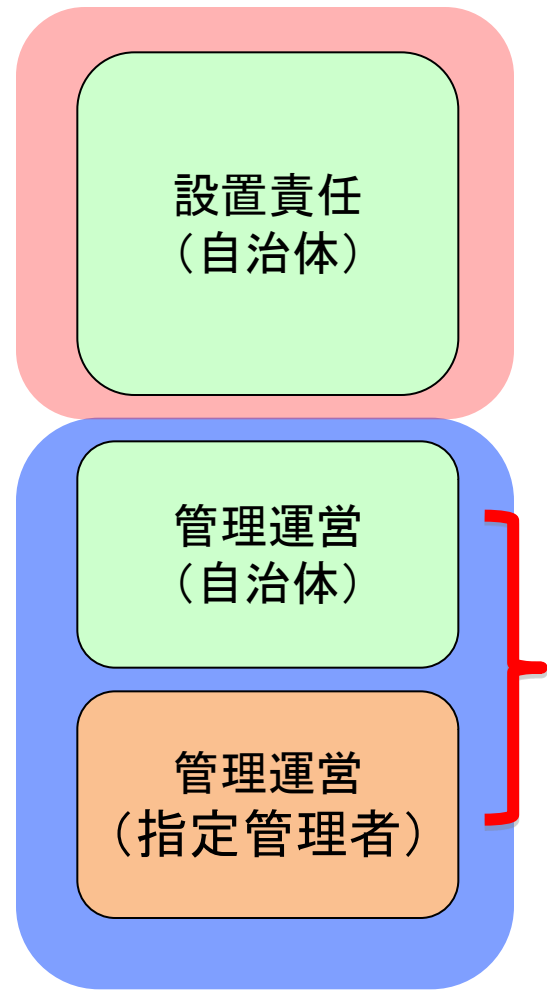 設置責任
（自治体）
管理運営
（自治体）
管理運営
（指定管理者）